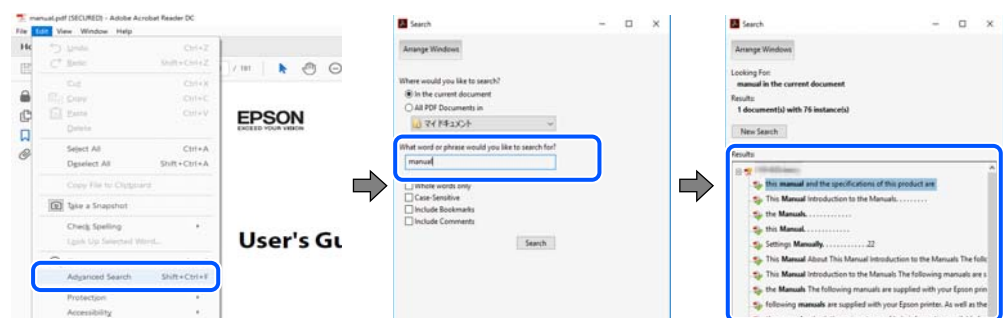 manual.pdf (SECURED) - Adobe Acrobat Reader DC
File Edit View Window Help
Undo Ctrl+Z
Redo Shift+Ctrl+Z
Cut Ctrl+X
Copy Ctrl+C
Paste Ctrl+V
Delete
Select All Ctrl+A
Deselect All Shift+Ctrl+A
Copy File to Clipboard
Take a Snapshot
Check Spelling
Look Up Selected Word...
Advanced Search Shift+Ctrl+F
Protection
Accessibility
/ 181
EPSON
EXCEED YOUR VISION
User's Gu
Search
Arrange Windows
Where would you like to search?
In the current document
All PDF Documents in
マイ ドキュメント
What word or phrase would you like to search for?
manual
Whole words only
Case-Sensitive
Include Bookmarks
Include Comments
Search
Search
Arrange Windows
Looking For:
manual in the current document
Results:
1 document(s) with 76 instance(s)
New Search
Results:
this manual and the specifications of this product are
This Manual Introduction to the Manuals. . . . . . . . .
the Manuals. . . . . . . . . . . . .
this Manual. . . . . . . . . . . . .
Settings Manually. . . . . . . . . . . . 22
This Manual About This Manual Introduction to the Manuals The follo
This Manual Introduction to the Manuals The following manuals are s
the Manuals The following manuals are supplied with your Epson prin
following manuals are supplied with your Epson printer. As well as the